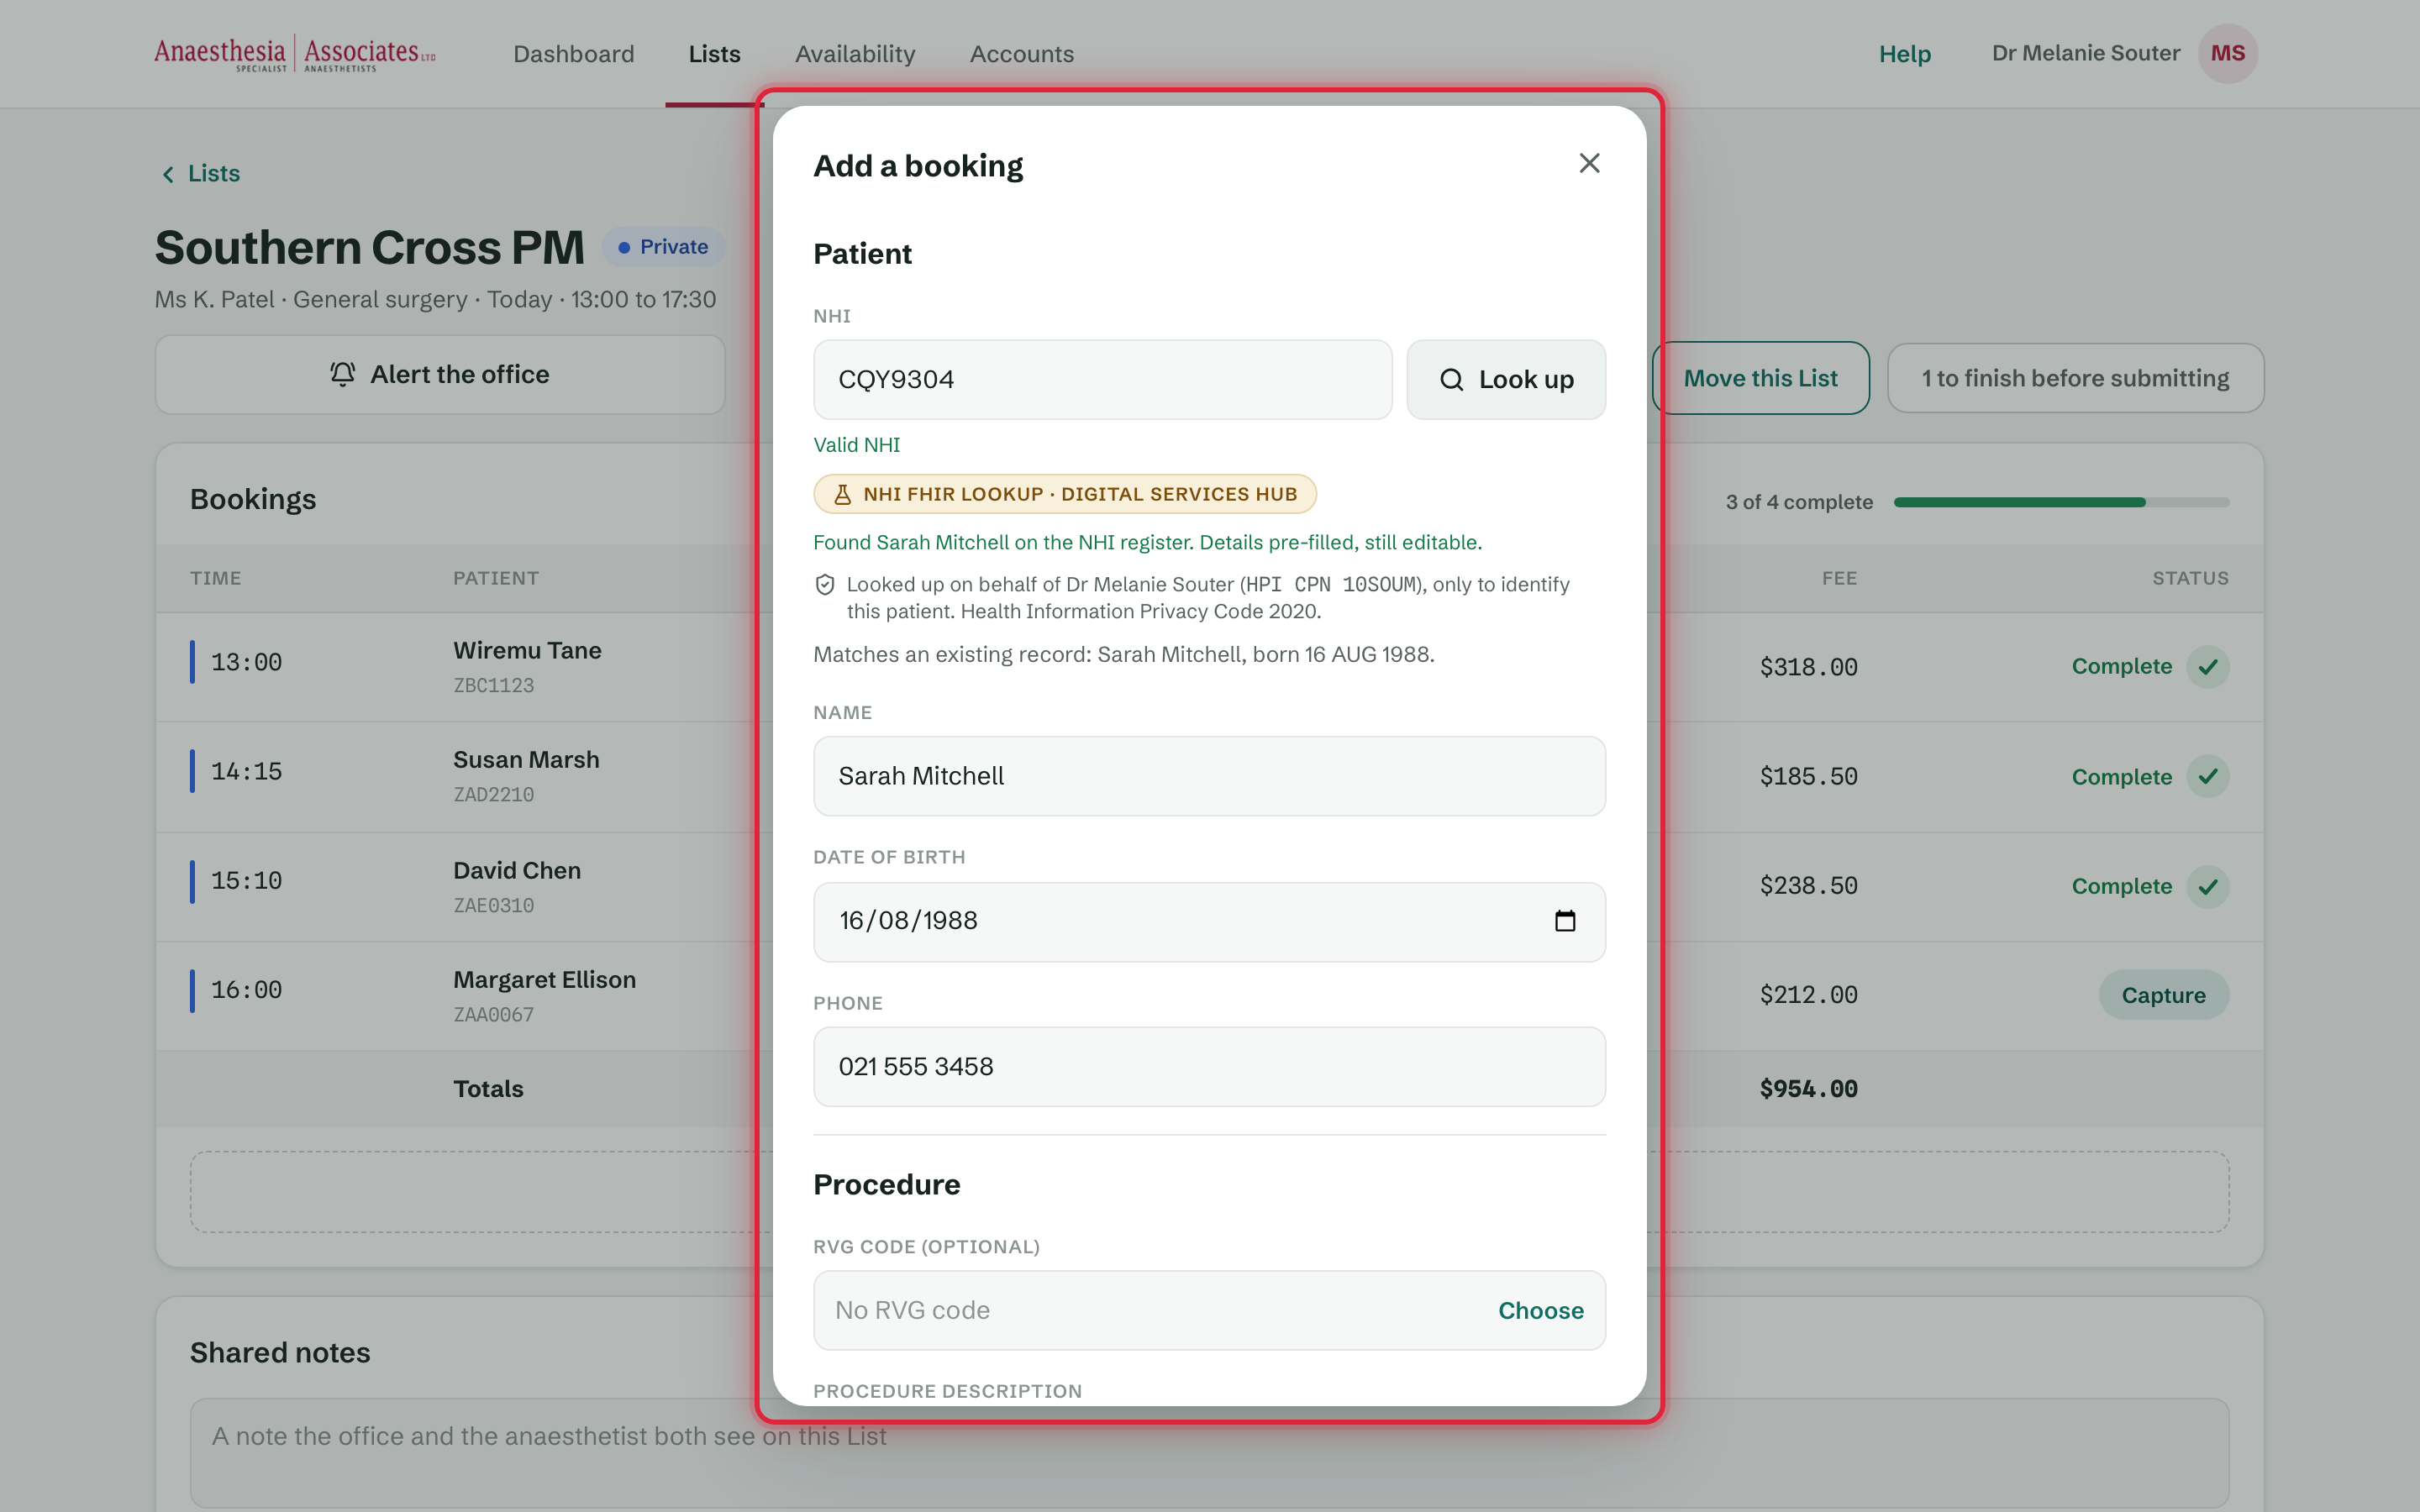 Anaesthesia Associates LTD
SPECIALIST ANAESTHETISTS
Dashboard
Lists
Availability
Accounts
Help
Dr Melanie Souter
MS
Lists
Southern Cross PM
Private
Ms K. Patel · General surgery · Today · 13:00 to 17:30
Alert the office
Move this List
1 to finish before submitting
Bookings
3 of 4 complete
TIME
PATIENT
FEE
STATUS
13:00
Wiremu Tane
ZBC1123
$318.00
Complete
14:15
Susan Marsh
ZAD2210
$185.50
Complete
15:10
David Chen
ZAE0310
$238.50
Complete
16:00
Margaret Ellison
ZAA0067
$212.00
Capture
Totals
$954.00
Shared notes
A note the office and the anaesthetist both see on this List
Add a booking
Patient
NHI
CQY9304
Look up
Valid NHI
NHI FHIR LOOKUP · DIGITAL SERVICES HUB
Found Sarah Mitchell on the NHI register. Details pre-filled, still editable.
Looked up on behalf of Dr Melanie Souter (HPI CPN 10SOUM), only to identify
this patient. Health Information Privacy Code 2020.
Matches an existing record: Sarah Mitchell, born 16 AUG 1988.
NAME
Sarah Mitchell
DATE OF BIRTH
16/08/1988
PHONE
021 555 3458
Procedure
RVG CODE (OPTIONAL)
No RVG code
Choose
PROCEDURE DESCRIPTION